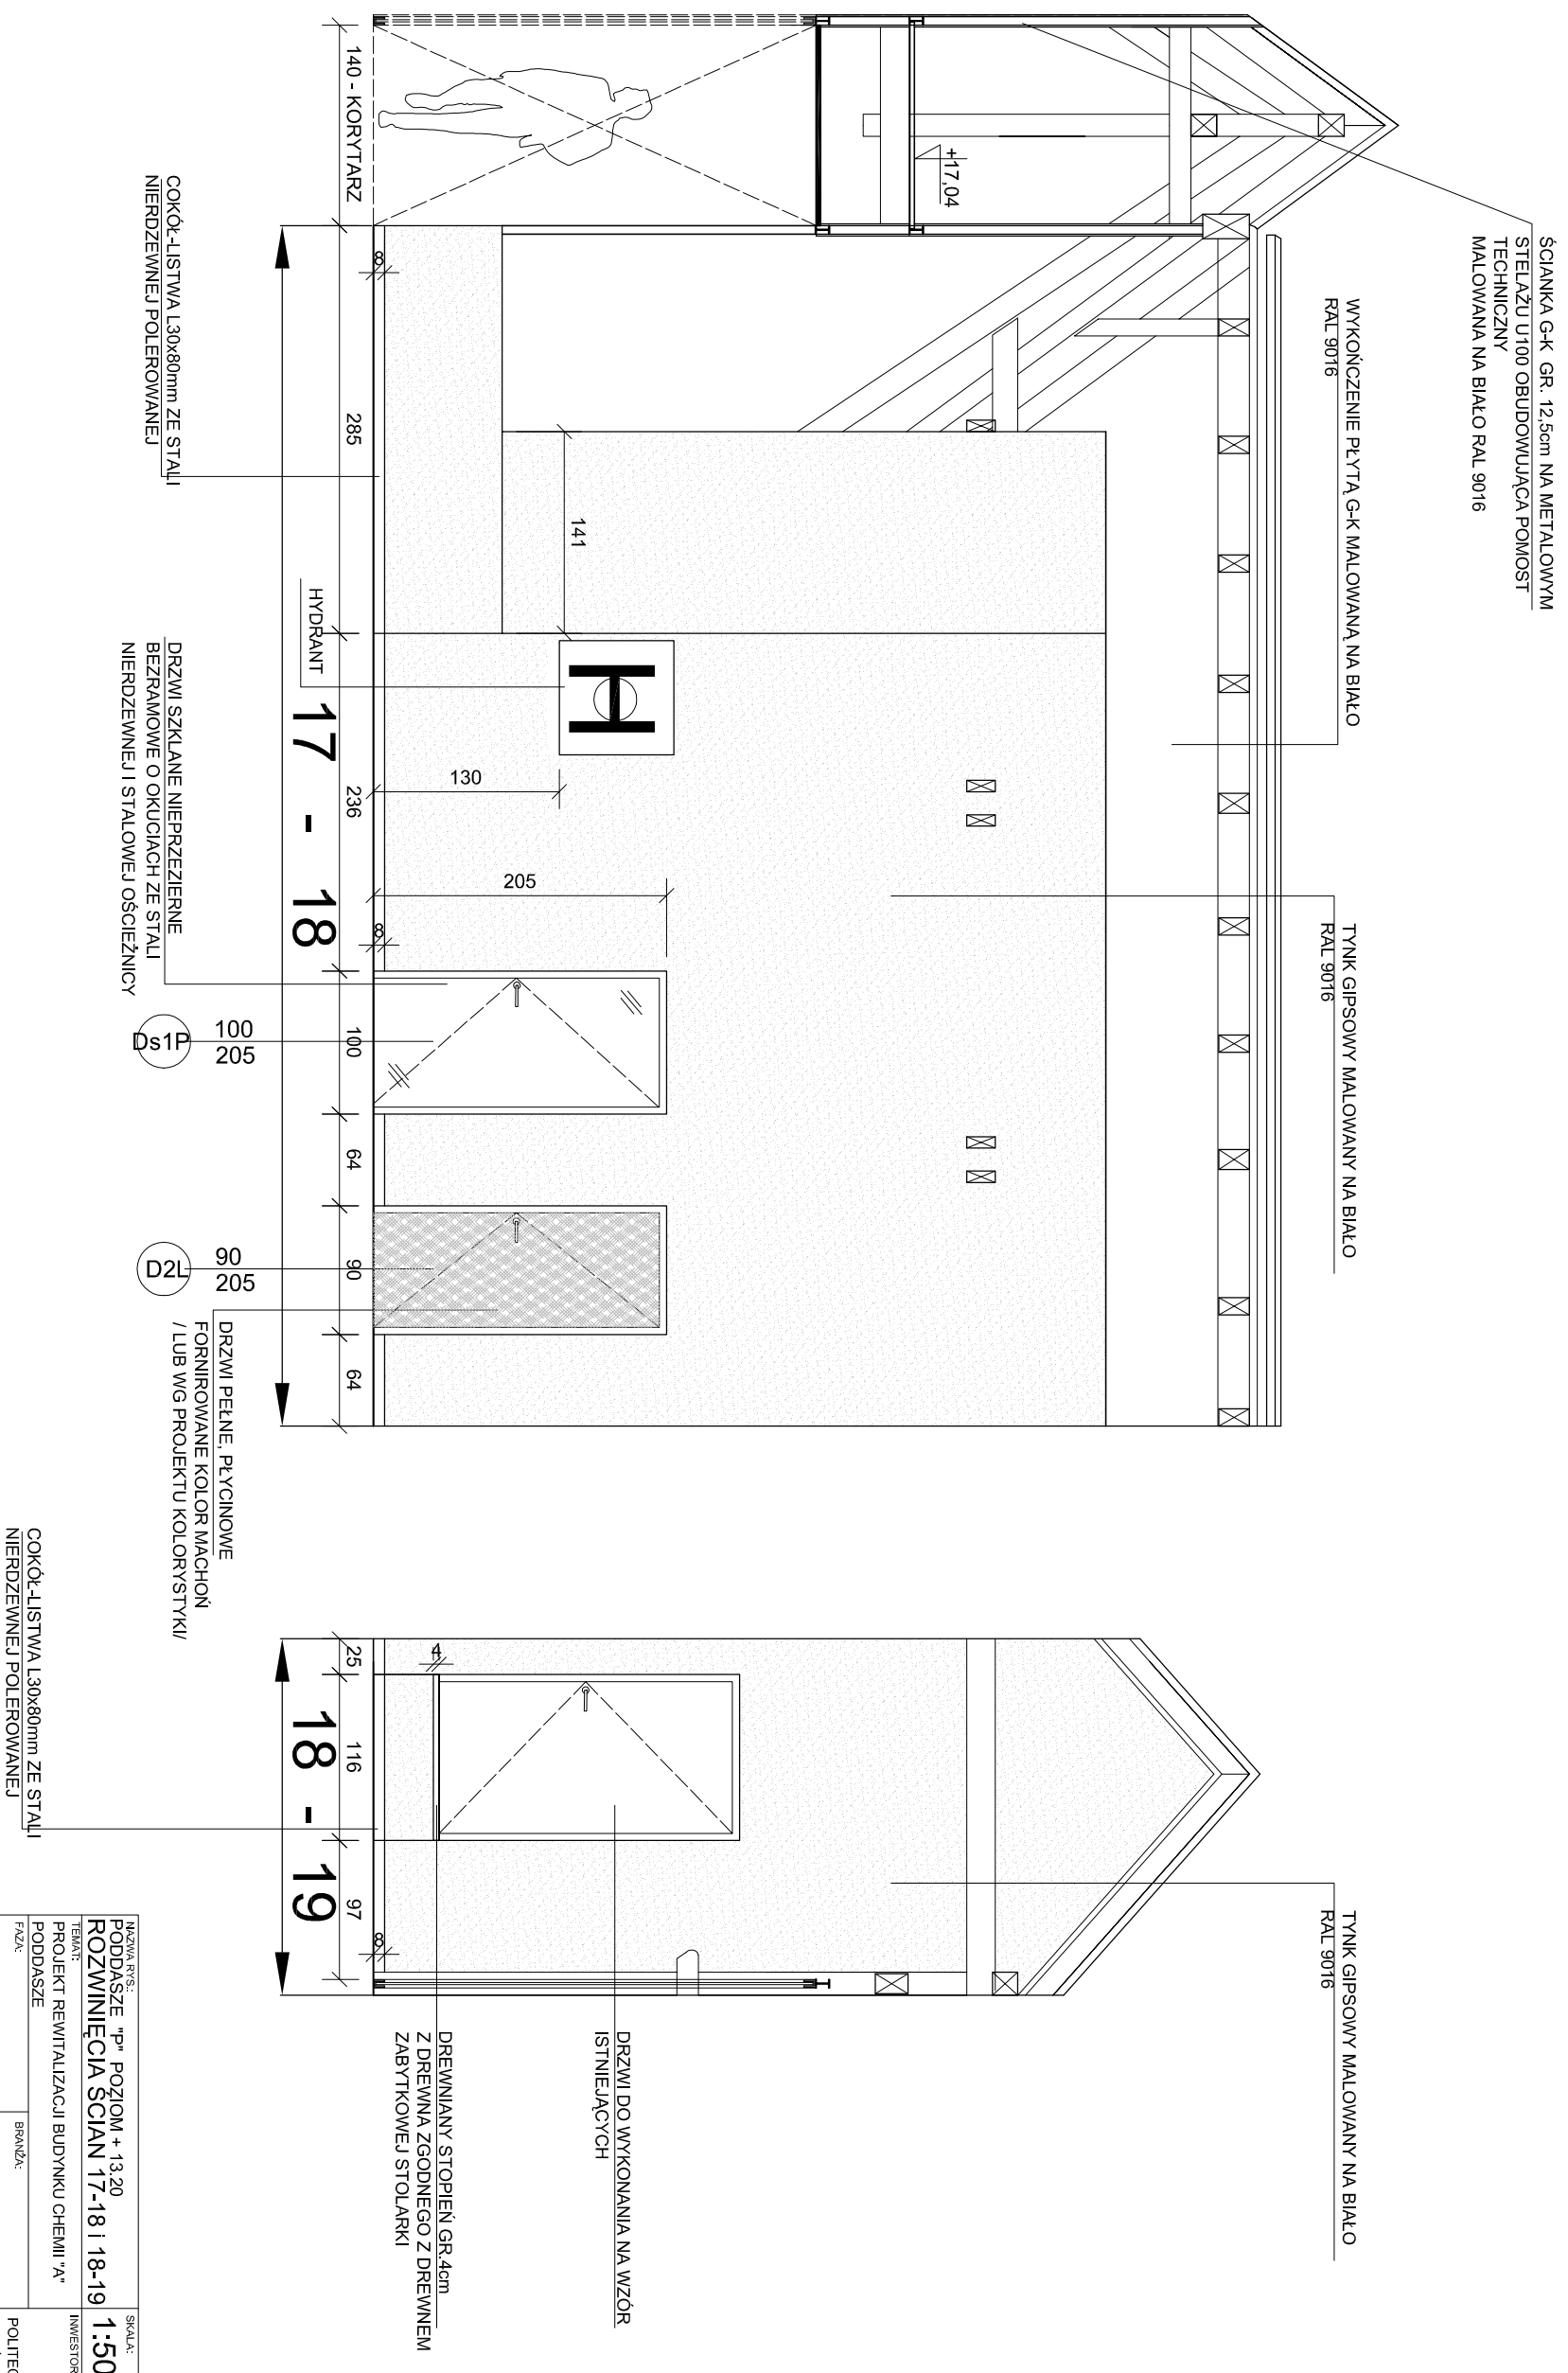 ŚCIANKA G-K GR. 12,5cm NA METALOWYM
STELAŻU U100 OBUDOWUJĄCA POMOST
TECHNICZNY
MALOWANA NA BIAŁO RAL 9016
WYKOŃCZENIE PŁYTĄ G-K MALOWANĄ NA BIAŁO
RAL 9016
TYNK GIPSOWY MALOWANY NA BIAŁO
RAL 9016
TYNK GIPSOWY MALOWANY NA BIAŁO
RAL 9016
+17,04
141
130
205
8
8
4
8
140 - KORYTARZ
285
236
100
64
90
64
25
116
97
HYDRANT
H
17 - 18
18 - 19
COKÓŁ-LISTWA L30x80mm ZE STALI
NIERDZEWNEJ POLEROWANEJ
DRZWI SZKLANE NIEPRZEZIERNE
BEZRAMOWE O OKUCIACH ZE STALI
NIERDZEWNEJ I STALOWEJ OŚCIEŻNICY
Ds1P
100
205
D2L
90
205
DRZWI PEŁNE, PŁYCINOWE
FORNIROWANE KOLOR MACHOŃ
/ LUB WG PROJEKTU KOLORYSTYKI/
DRZWI DO WYKONANIA NA WZÓR
ISTNIEJĄCYCH
DREWNIANY STOPIEŃ GR.4cm
Z DREWNA ZGODNEGO Z DREWNEM
ZABYTKOWEJ STOLARKI
COKÓŁ-LISTWA L30x80mm ZE STALI
NIERDZEWNEJ POLEROWANEJ
NAZWA RYS.:
PODDASZE "P" POZIOM + 13.20
ROZWINIĘCIA ŚCIAN 17-18 i 18-19
SKALA:
1:50
TEMAT:
PROJEKT REWITALIZACJI BUDYNKU CHEMII "A"
PODDASZE
INWESTOR
FAZA:
BRANŻA: